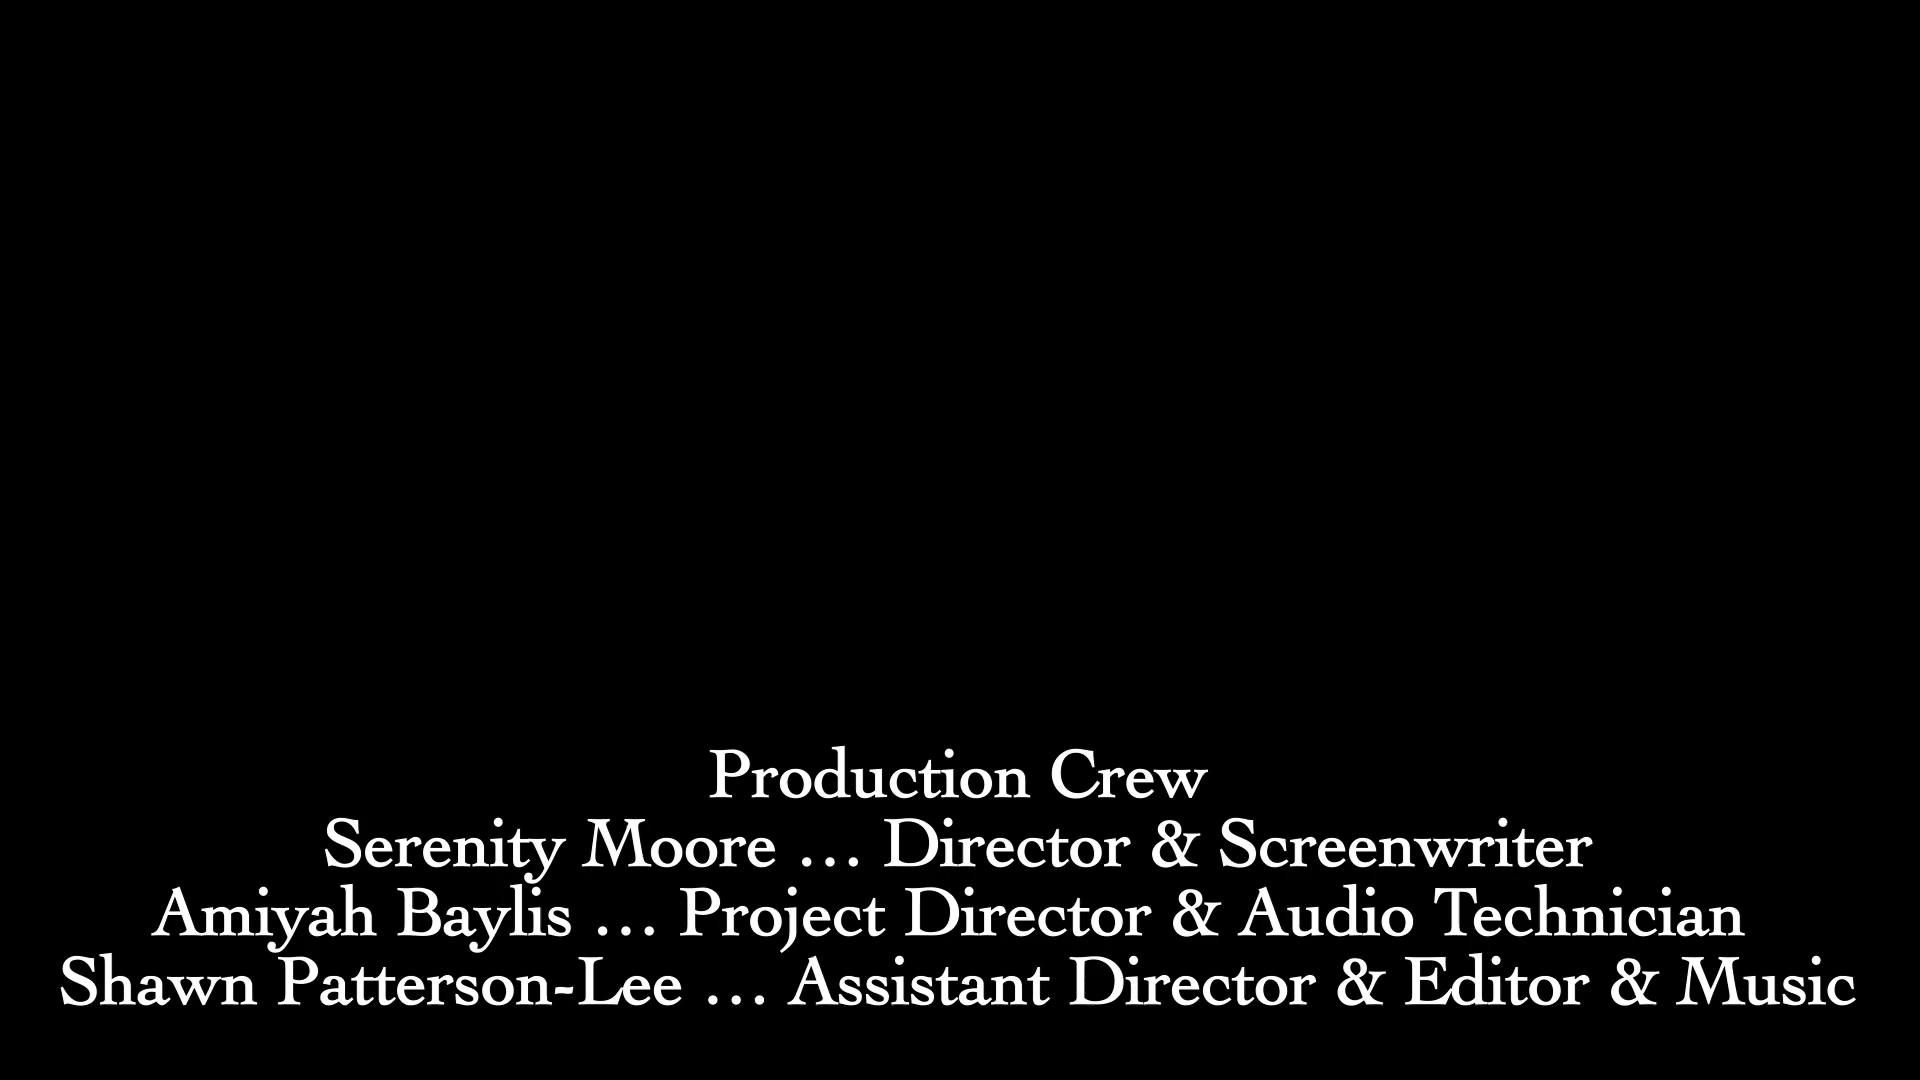 Production Crew
Serenity Moore … Director & Screenwriter
Amiyah Baylis … Project Director & Audio Technician
Shawn Patterson-Lee … Assistant Director & Editor & Music